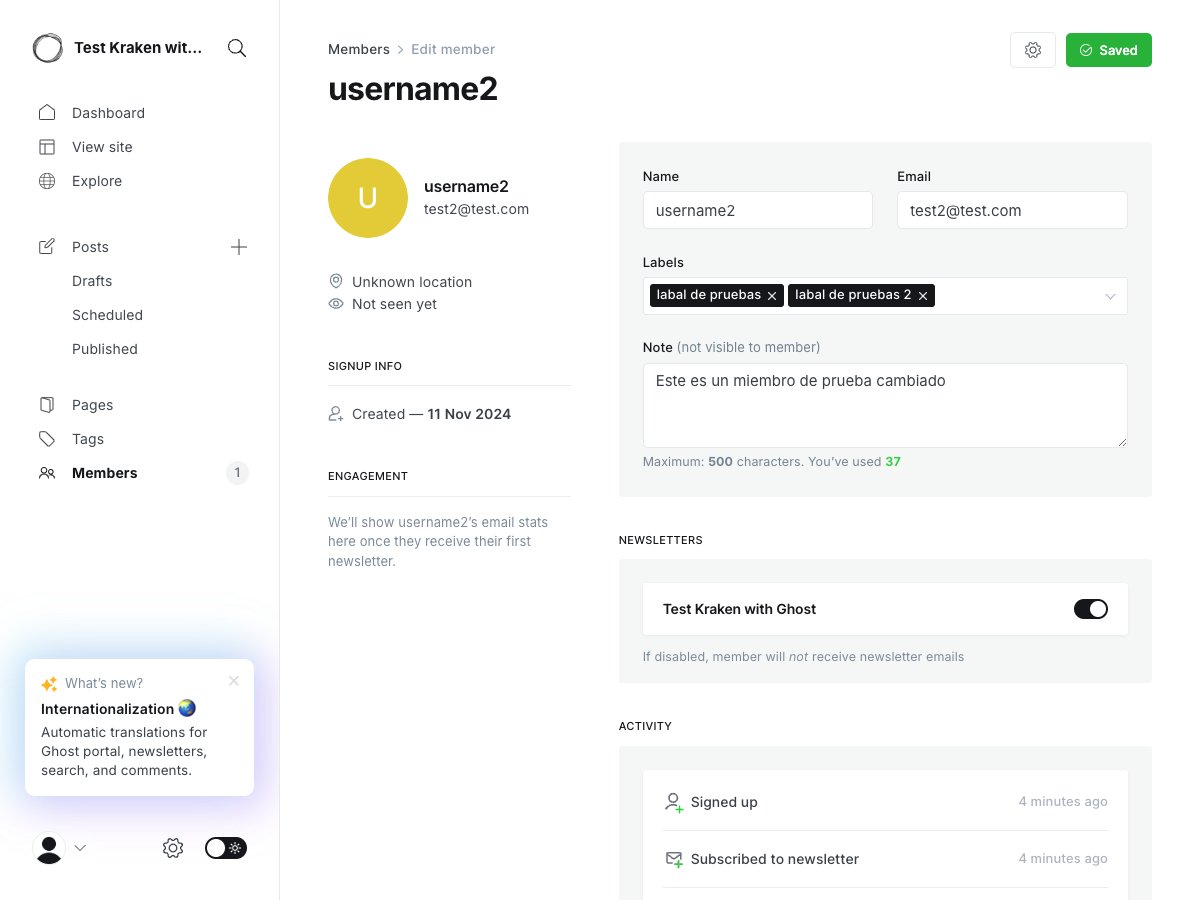 Test Kraken wit...
Dashboard
View site
Explore
Posts
Drafts
Scheduled
Published
Pages
Tags
Members 1
What's new?
Internationalization
Automatic translations for
Ghost portal, newsletters,
search, and comments.
Members > Edit member
Saved
username2
U
username2
test2@test.com
Unknown location
Not seen yet
SIGNUP INFO
Created — 11 Nov 2024
ENGAGEMENT
We'll show username2's email stats
here once they receive their first
newsletter.
Name
username2
Email
test2@test.com
Labels
labal de pruebas × labal de pruebas 2 ×
Note (not visible to member)
Este es un miembro de prueba cambiado
Maximum: 500 characters. You've used 37
NEWSLETTERS
Test Kraken with Ghost
If disabled, member will not receive newsletter emails
ACTIVITY
Signed up 4 minutes ago
Subscribed to newsletter 4 minutes ago